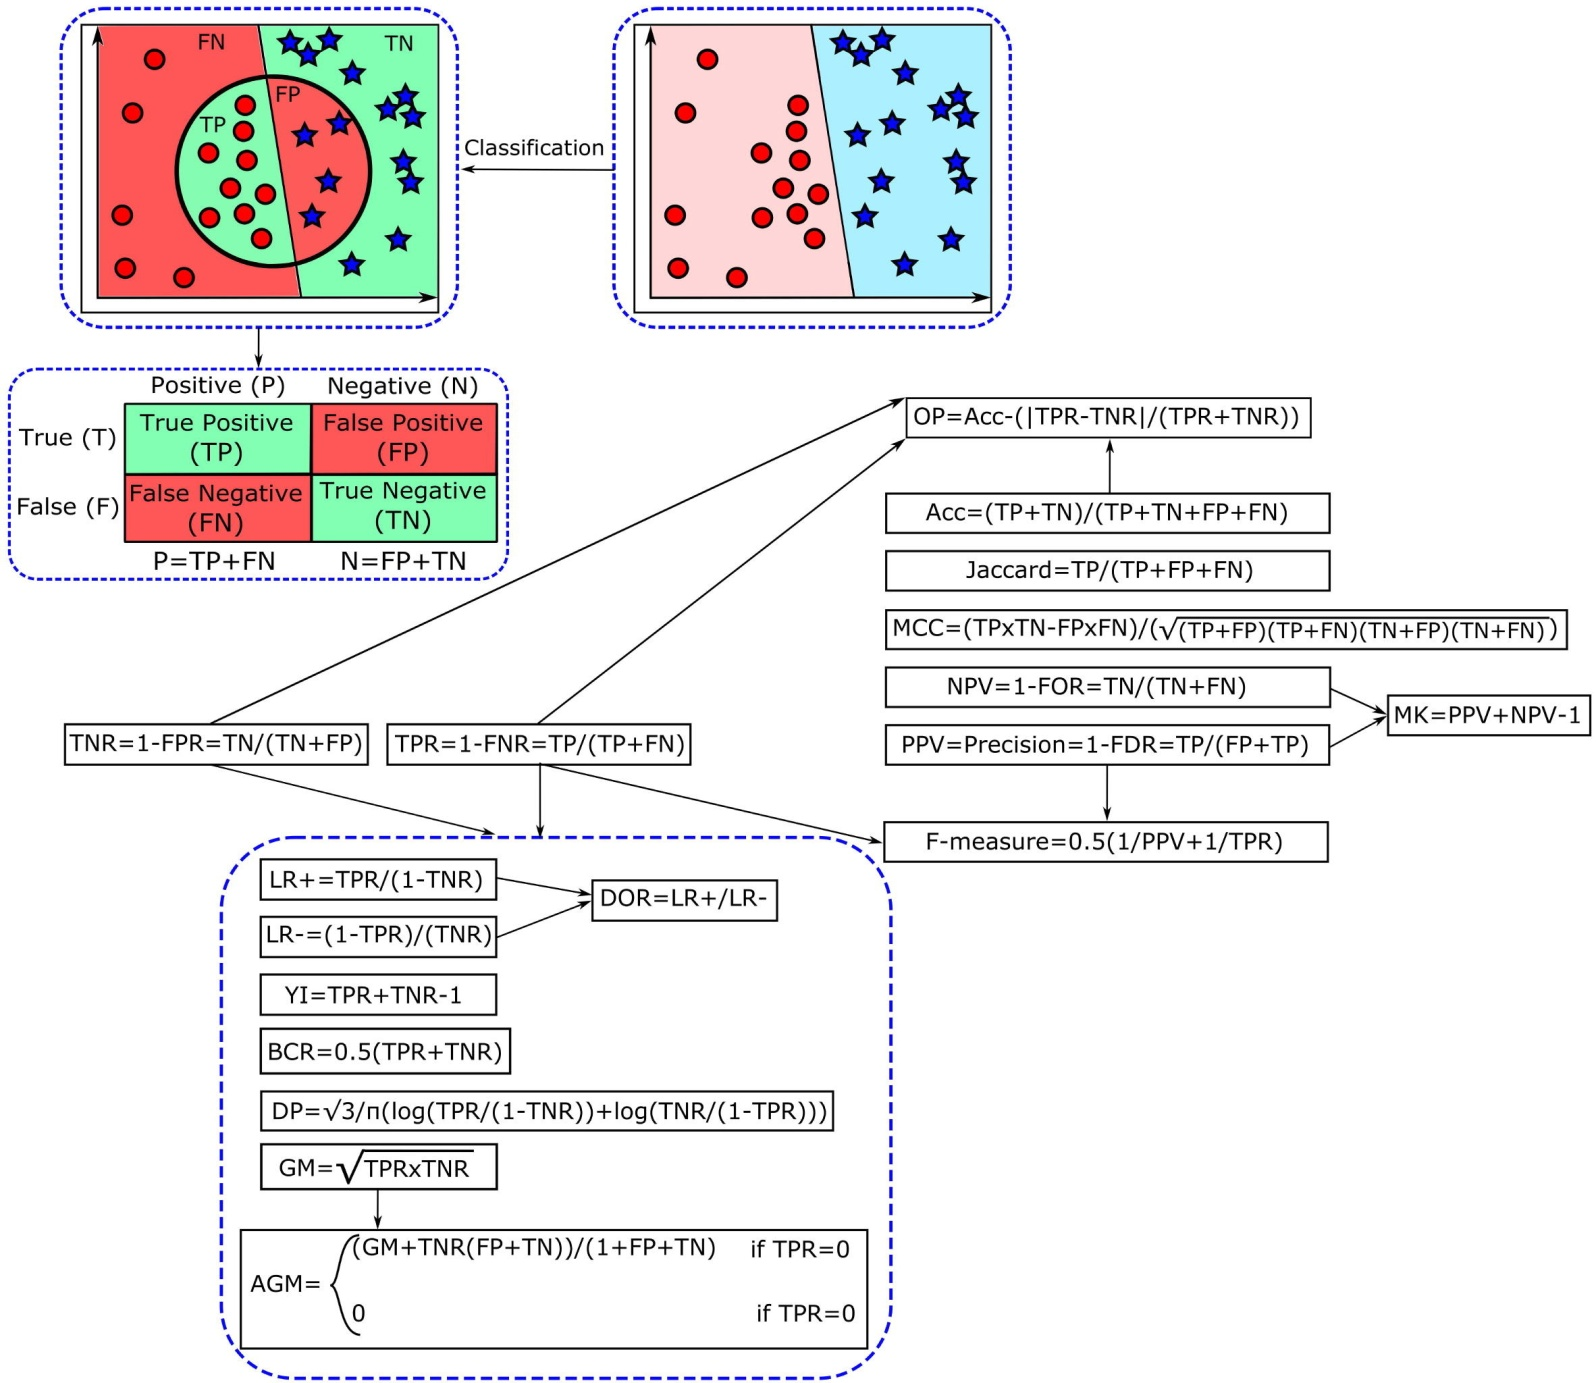 FN
TN
FP
TP
Classification
Positive (P) Negative (N)
True (T)
True Positive
(TP)
False Positive
(FP)
False (F)
False Negative
(FN)
True Negative
(TN)
P=TP+FN N=FP+TN
OP=Acc-(|TPR-TNR|/(TPR+TNR))
Acc=(TP+TN)/(TP+TN+FP+FN)
Jaccard=TP/(TP+FP+FN)
MCC=(TPxTN-FPxFN)/(√(TP+FP)(TP+FN)(TN+FP)(TN+FN))
NPV=1-FOR=TN/(TN+FN)
MK=PPV+NPV-1
TNR=1-FPR=TN/(TN+FP)
TPR=1-FNR=TP/(TP+FN)
PPV=Precision=1-FDR=TP/(FP+TP)
F-measure=0.5(1/PPV+1/TPR)
LR+=TPR/(1-TNR)
DOR=LR+/LR-
LR-=(1-TPR)/(TNR)
YI=TPR+TNR-1
BCR=0.5(TPR+TNR)
DP=√3/π(log(TPR/(1-TNR))+log(TNR/(1-TPR)))
GM=√TPRxTNR
(GM+TNR(FP+TN))/(1+FP+TN) if TPR=0
AGM=
0 if TPR=0